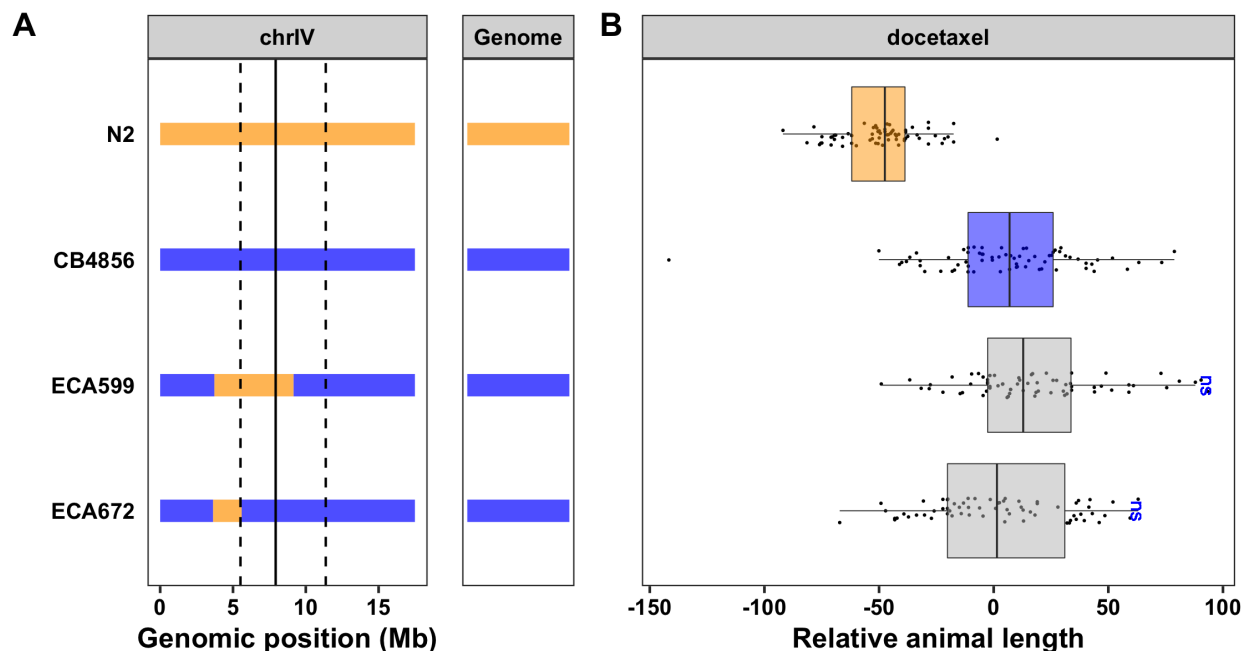 A
chrIV
Genome
B
docetaxel
N2
CB4856
ECA599
ns
ECA672
ns
0 5 10 15
-150 -100 -50 0 50 100
Genomic position (Mb)
Relative animal length